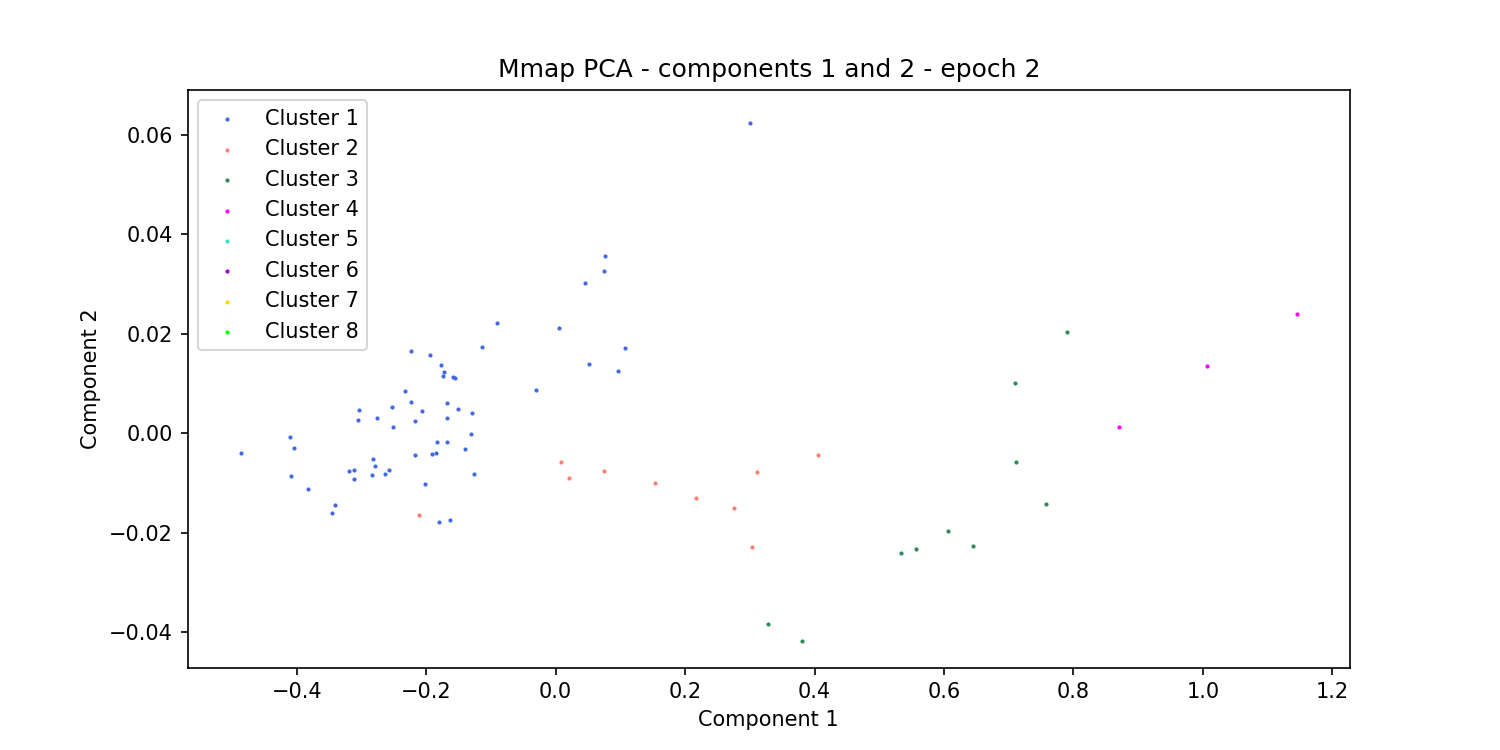 Mmap PCA - components 1 and 2 - epoch 2
Cluster 1
Cluster 2
Cluster 3
Cluster 4
Cluster 5
Cluster 6
Cluster 7
Cluster 8
0.06
0.04
0.02
0.00
−0.02
−0.04
Component 2
−0.4 −0.2 0.0 0.2 0.4 0.6 0.8 1.0 1.2
Component 1